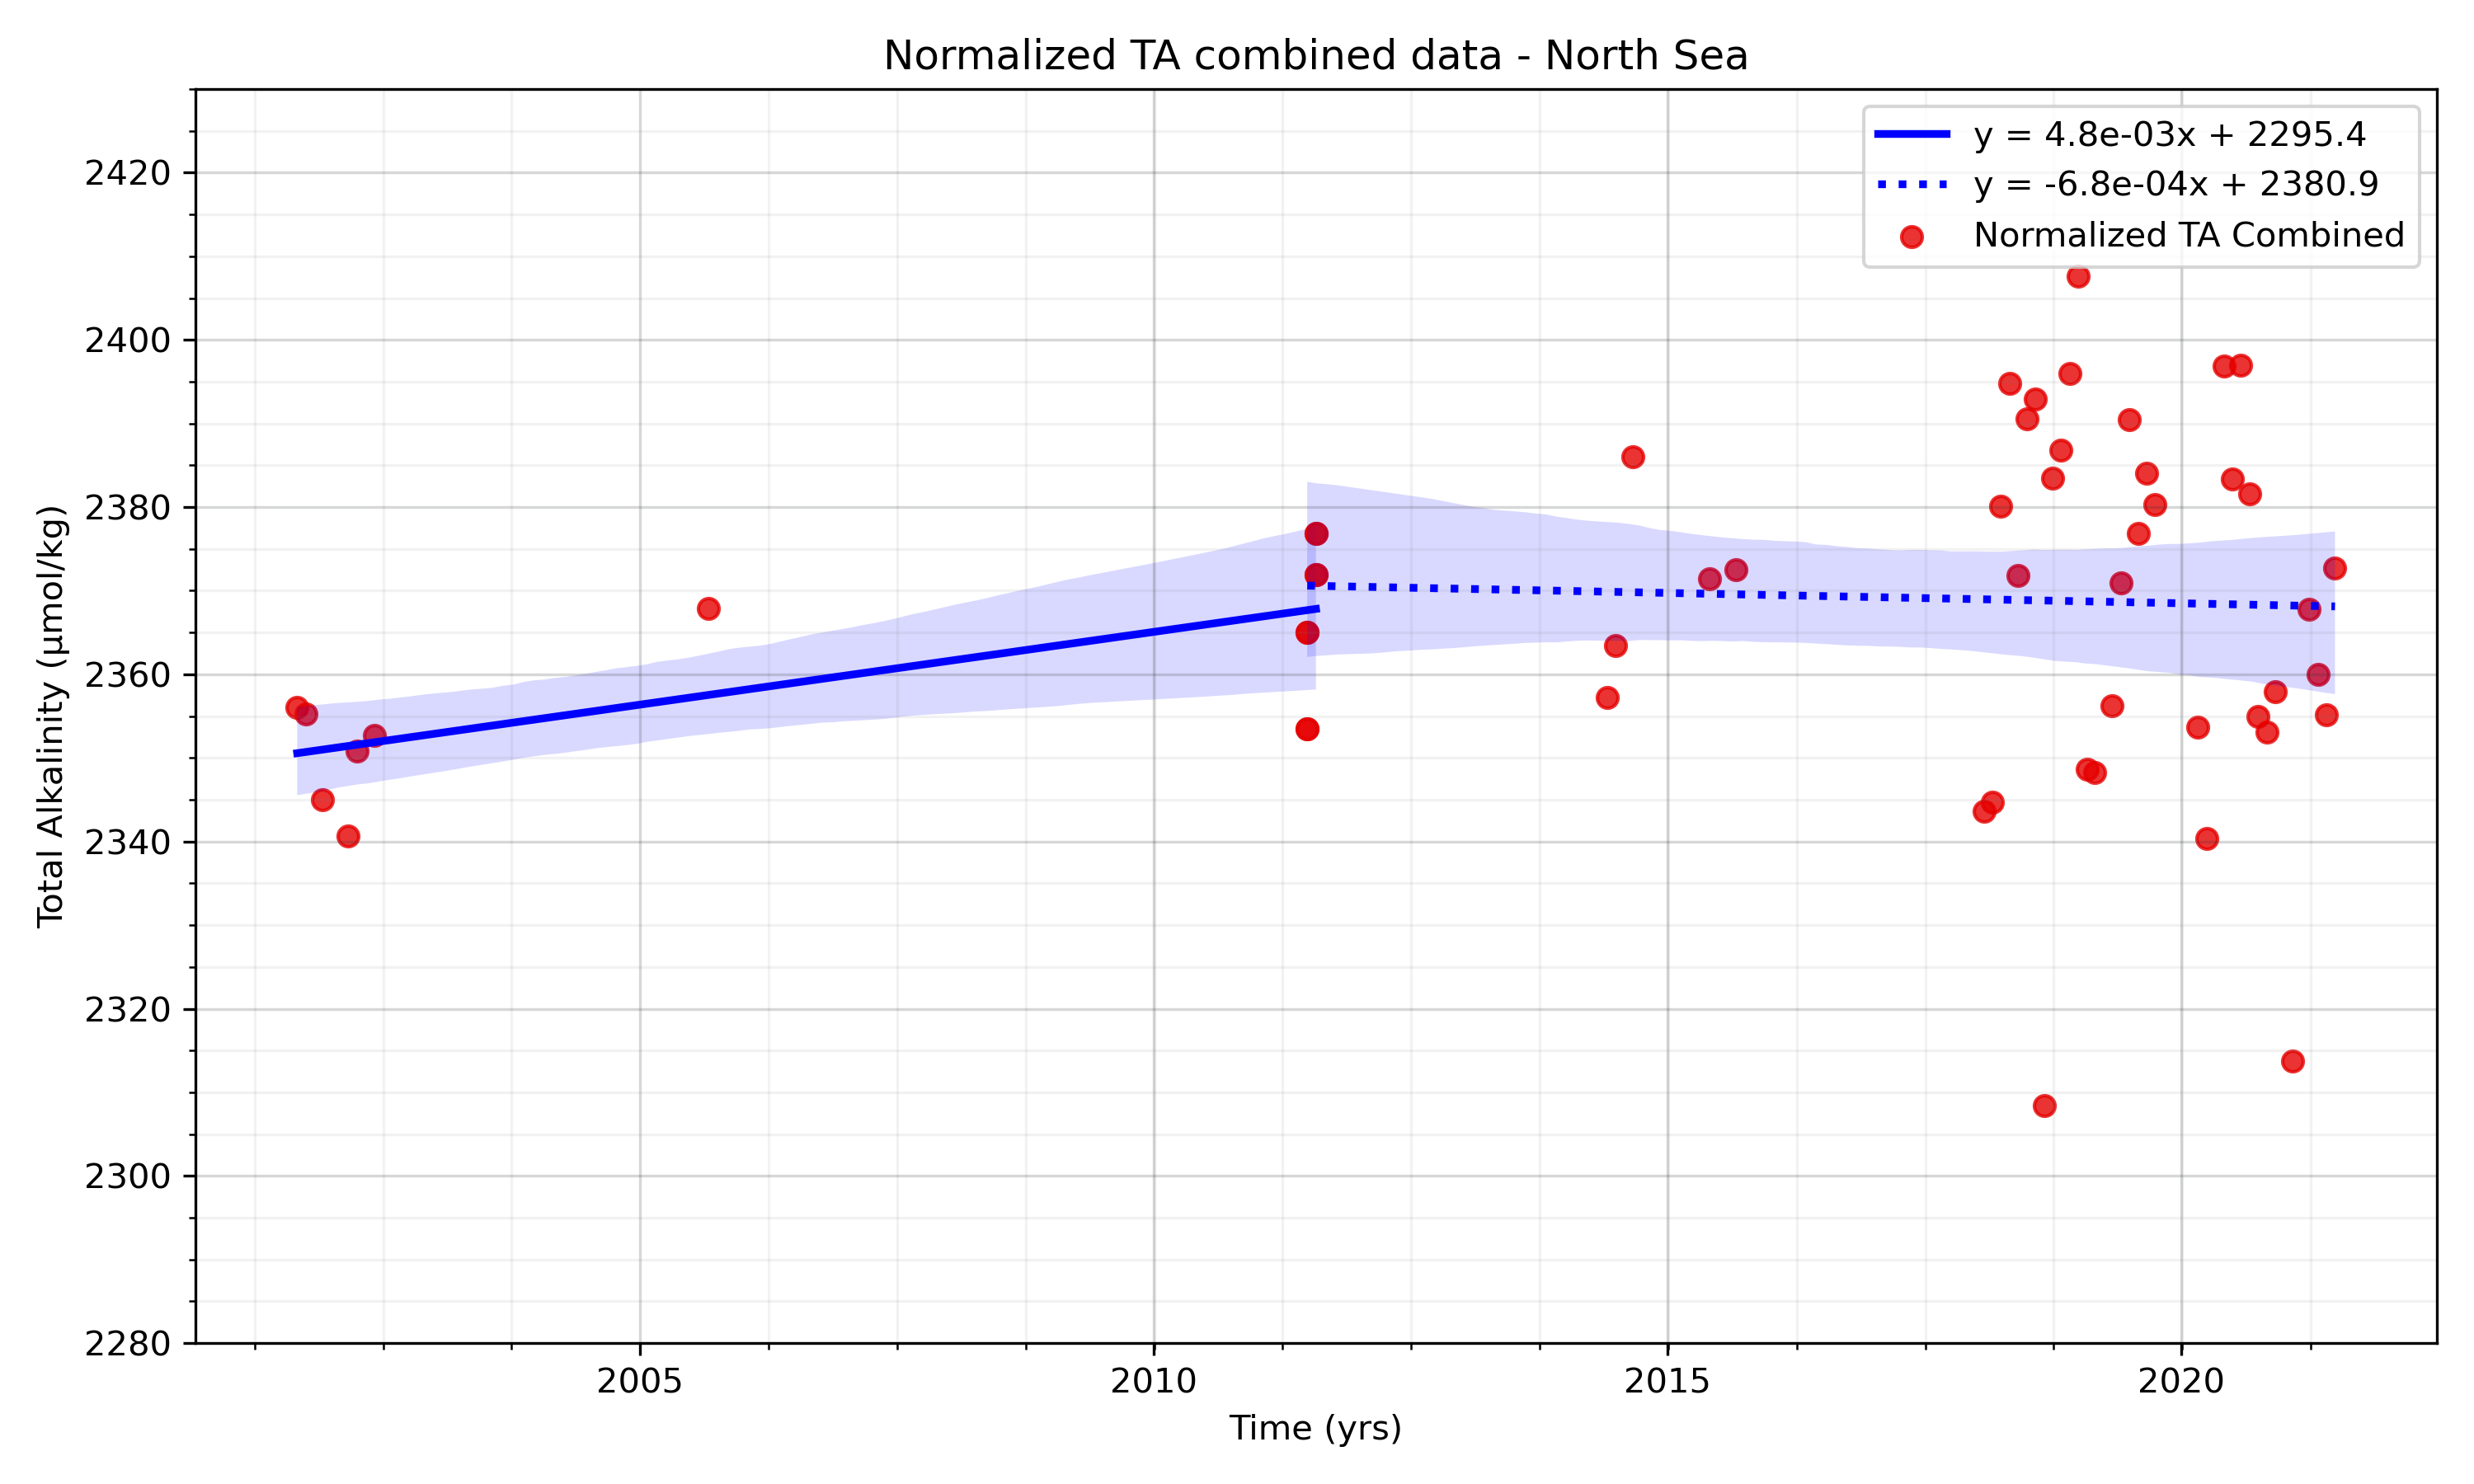 Normalized TA combined data - North Sea
y = 4.8e-03x + 2295.4
y = -6.8e-04x + 2380.9
Normalized TA Combined
Total Alkalinity (μmol/kg)
2420
2400
2380
2360
2340
2320
2300
2280
2005 2010 2015 2020
Time (yrs)